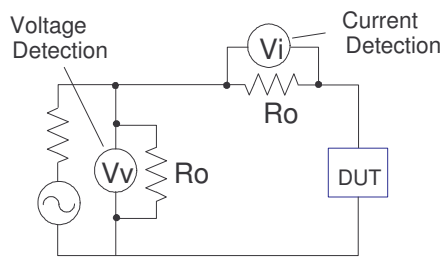 Voltage
Detection
Current
Detection
Vi
Ro
Vv
Ro
DUT